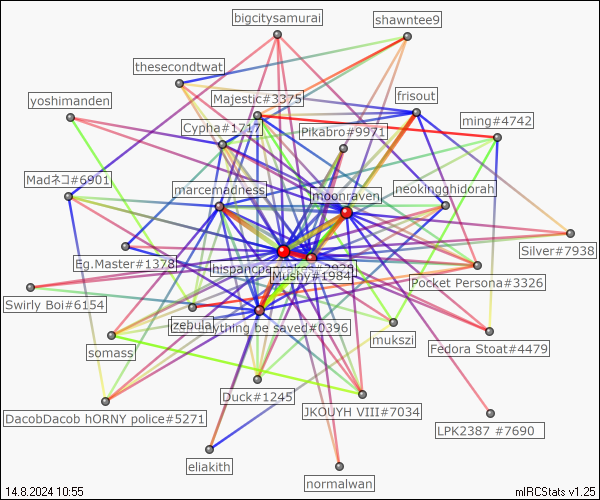 bigcitysamurai
shawntee9
thesecondtwat
yoshimanden
Majestic#3375
frisout
ming#4742
Cypha#1717
Pikabro#9971
Madネコ#6901
marcemadness
neokingghidorah
moonraven
Silver#7938
Eg.Master#1378
hispancpa
Mushy#1984
Pocket Persona#3326
Swirly Boi#6154
zebula
ything be saved#0396
mukszi
somass
Fedora Stoat#4479
Duck#1245
JKOUYH VIII#7034
DacobDacob hORNY police#5271
LPK2387 #7690
eliakith
normalwan
14.8.2024 10:55
mIRCStats v1.25